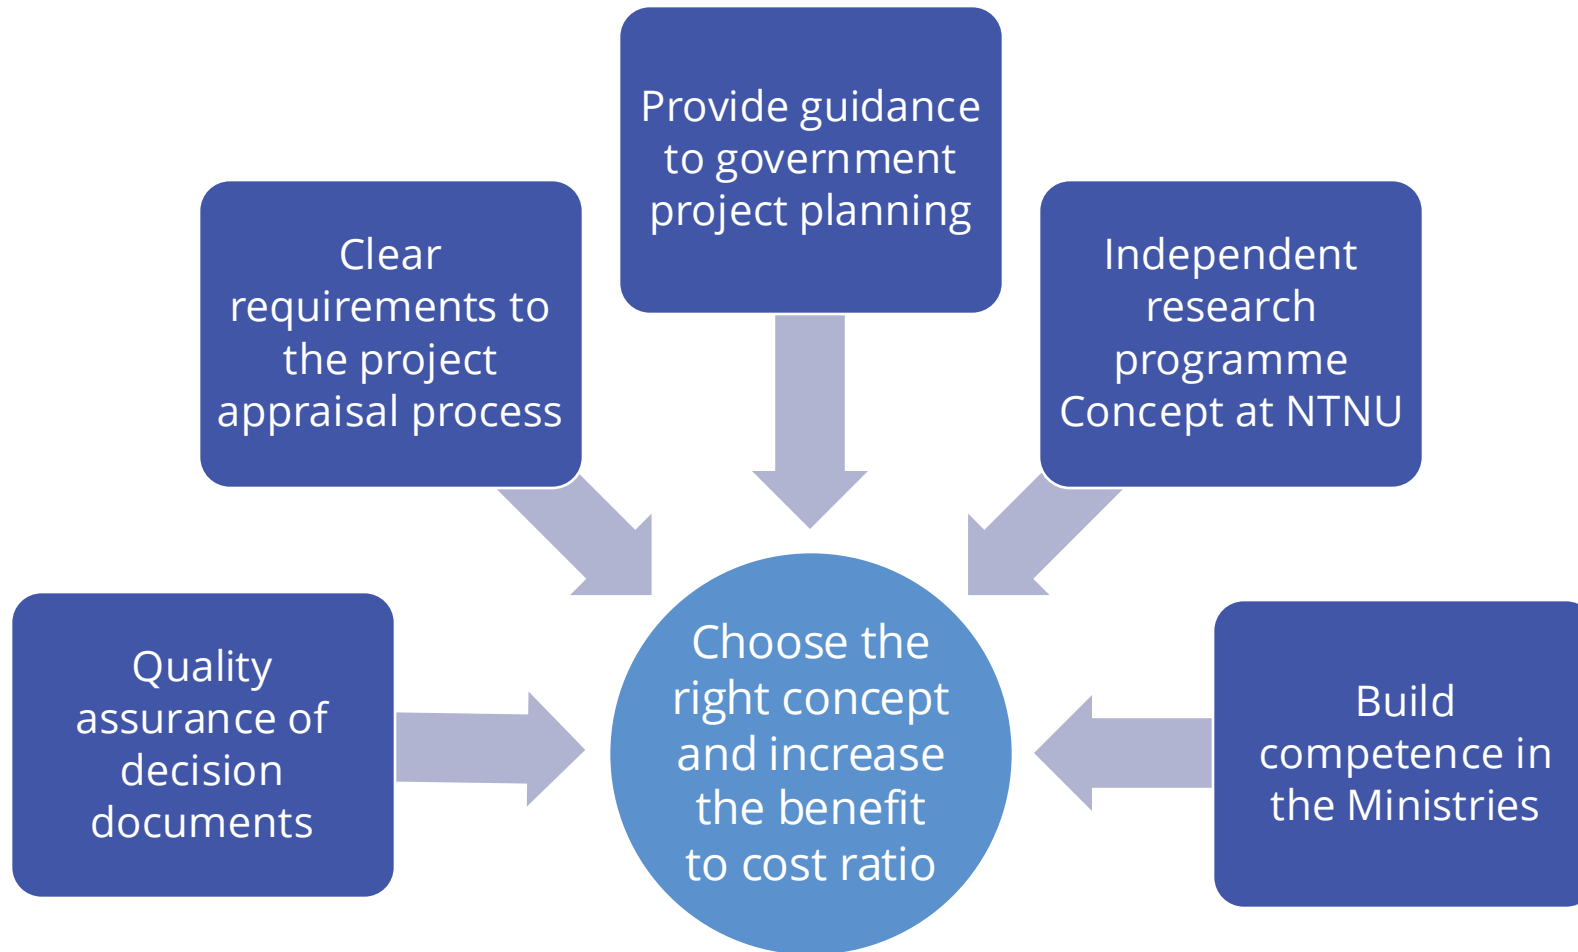 Provide guidance
to government
project planning
Clear
requirements to
the project
appraisal process
Independent
research
programme
Concept at NTNU
Quality
assurance of
decision
documents
Choose the
right concept
and increase
the benefit
to cost ratio
Build
competence in
the Ministries